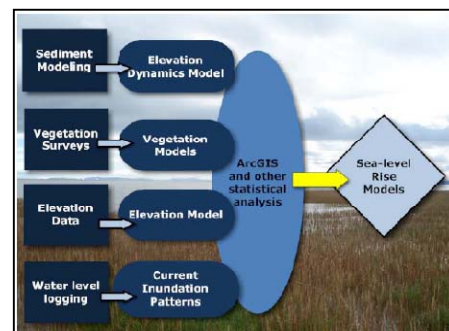 Sediment
Modeling
Elevation
Dynamics Model
Vegetation
Surveys
Vegetation Models
Elevation
Data
Elevation Model
Water level
logging
Current
Inundation
Patterns
ArcGIS
and other
statistical
analysis
Sea-level
Rise
Models